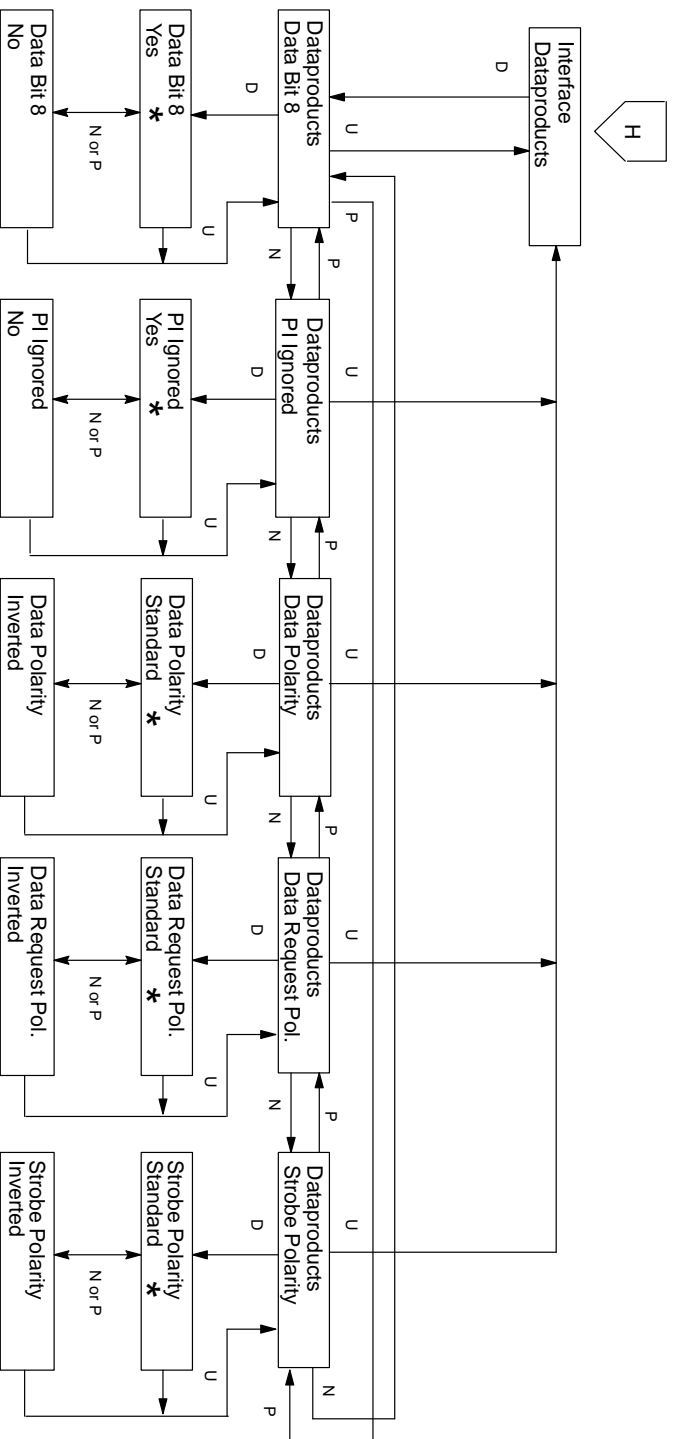 H
Interface
Dataproducts
D
U
Dataproducts
Data Bit 8
P
N
P
Dataproducts
PI Ignored
U
N
P
Dataproducts
Data Polarity
U
N
P
Dataproducts
Data Request Pol.
U
N
P
Dataproducts
Strobe Polarity
U
N
P
D
Data Bit 8
Yes *
U
N or P
Data Bit 8
No
D
PI Ignored
Yes *
U
N or P
PI Ignored
No
D
Data Polarity
Standard *
U
N or P
Data Polarity
Inverted
D
Data Request Pol.
Standard *
U
N or P
Data Request Pol.
Inverted
D
Strobe Polarity
Standard *
U
N or P
Strobe Polarity
Inverted